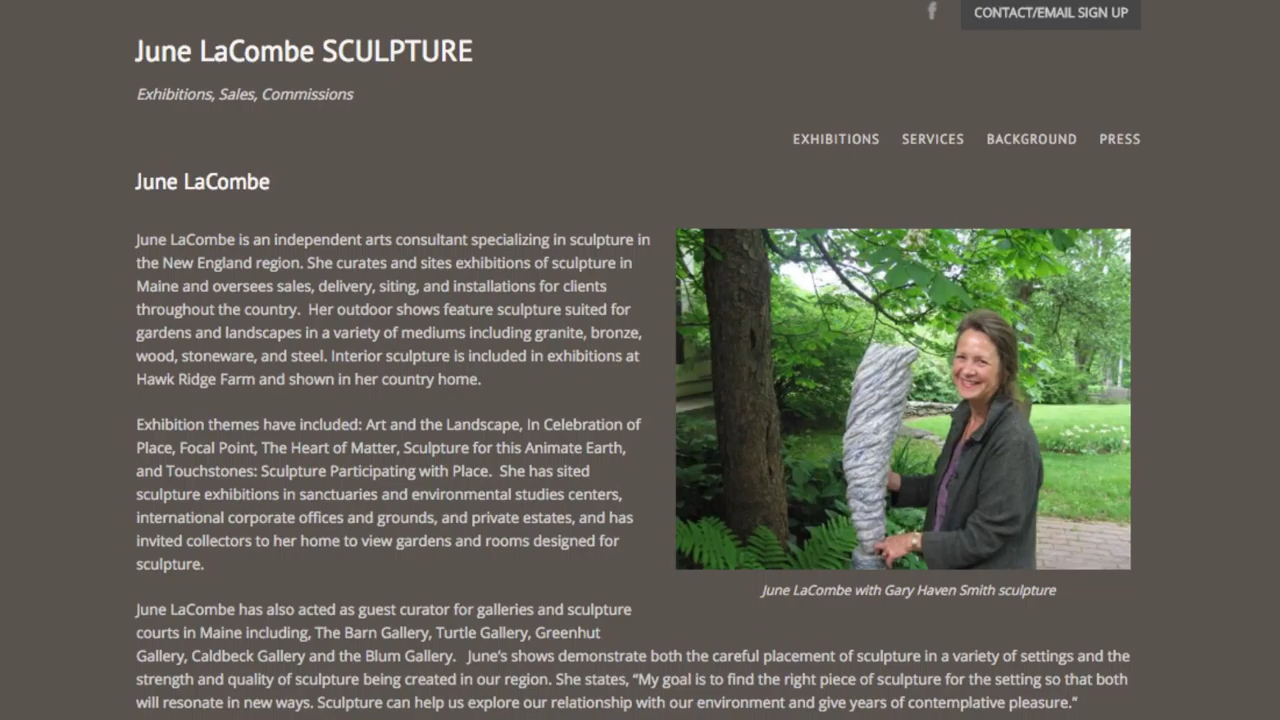 CONTACT/EMAIL SIGN UP
June LaCombe SCULPTURE
Exhibitions, Sales, Commissions
EXHIBITIONS SERVICES BACKGROUND PRESS
June LaCombe
June LaCombe is an independent arts consultant specializing in sculpture in
the New England region. She curates and sites exhibitions of sculpture in
Maine and oversees sales, delivery, siting, and installations for clients
throughout the country.  Her outdoor shows feature sculpture suited for
gardens and landscapes in a variety of mediums including granite, bronze,
wood, stoneware, and steel. Interior sculpture is included in exhibitions at
Hawk Ridge Farm and shown in her country home.
Exhibition themes have included: Art and the Landscape, In Celebration of
Place, Focal Point, The Heart of Matter, Sculpture for this Animate Earth,
and Touchstones: Sculpture Participating with Place.  She has sited
sculpture exhibitions in sanctuaries and environmental studies centers,
international corporate offices and grounds, and private estates, and has
invited collectors to her home to view gardens and rooms designed for
sculpture.
June LaCombe with Gary Haven Smith sculpture
June LaCombe has also acted as guest curator for galleries and sculpture
courts in Maine including, The Barn Gallery, Turtle Gallery, Greenhut
Gallery, Caldbeck Gallery and the Blum Gallery.   June's shows demonstrate both the careful placement of sculpture in a variety of settings and the
strength and quality of sculpture being created in our region. She states, “My goal is to find the right piece of sculpture for the setting so that both
will resonate in new ways. Sculpture can help us explore our relationship with our environment and give years of contemplative pleasure.”